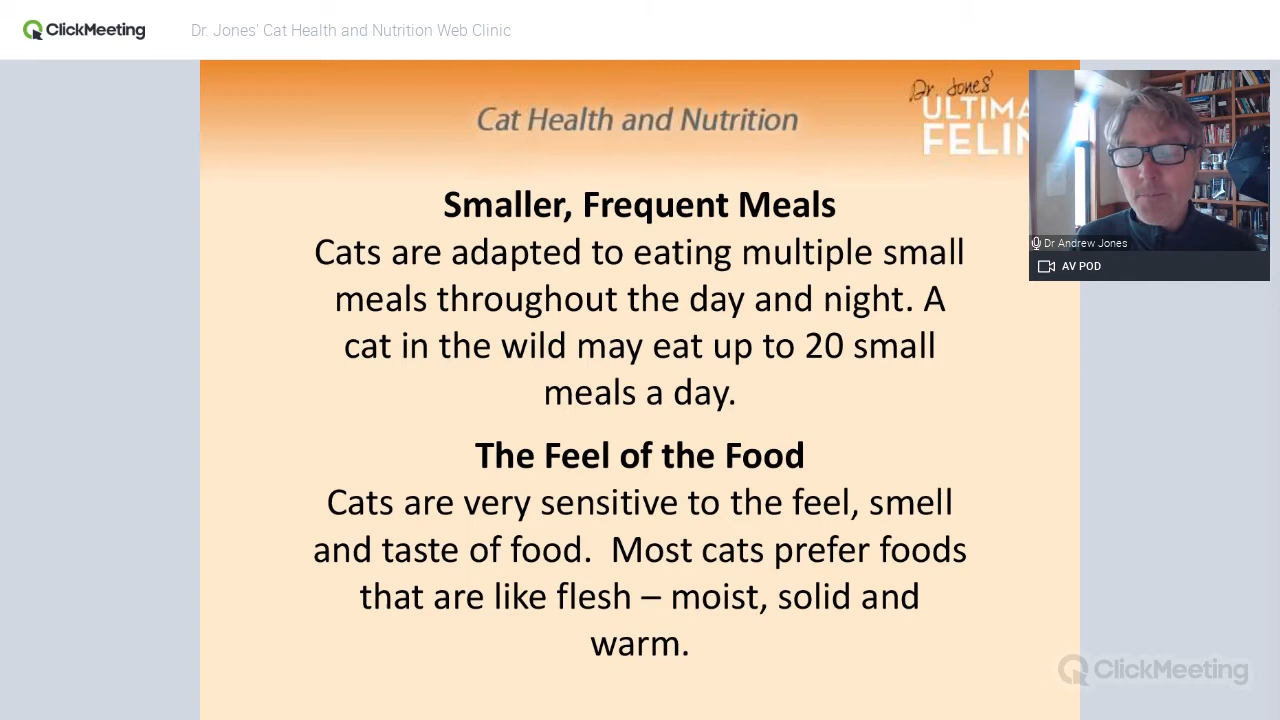 ClickMeeting
Dr. Jones' Cat Health and Nutrition Web Clinic
Cat Health and Nutrition
Dr. Jones'
ULTIMA
FELIN
Smaller, Frequent Meals
Cats are adapted to eating multiple small
meals throughout the day and night. A
cat in the wild may eat up to 20 small
meals a day.
The Feel of the Food
Cats are very sensitive to the feel, smell
and taste of food.  Most cats prefer foods
that are like flesh – moist, solid and
warm.
Dr Andrew Jones
AV POD
ClickMeeting